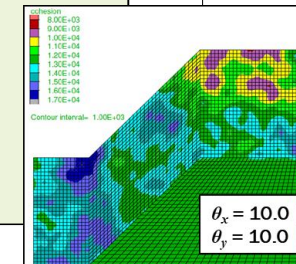 cohesion
8.00E+03
9.00E+03
1.00E+04
1.10E+04
1.20E+04
1.30E+04
1.40E+04
1.50E+04
1.60E+04
1.70E+04
Contour interval= 1.00E+03
θx = 10.0
θy = 10.0